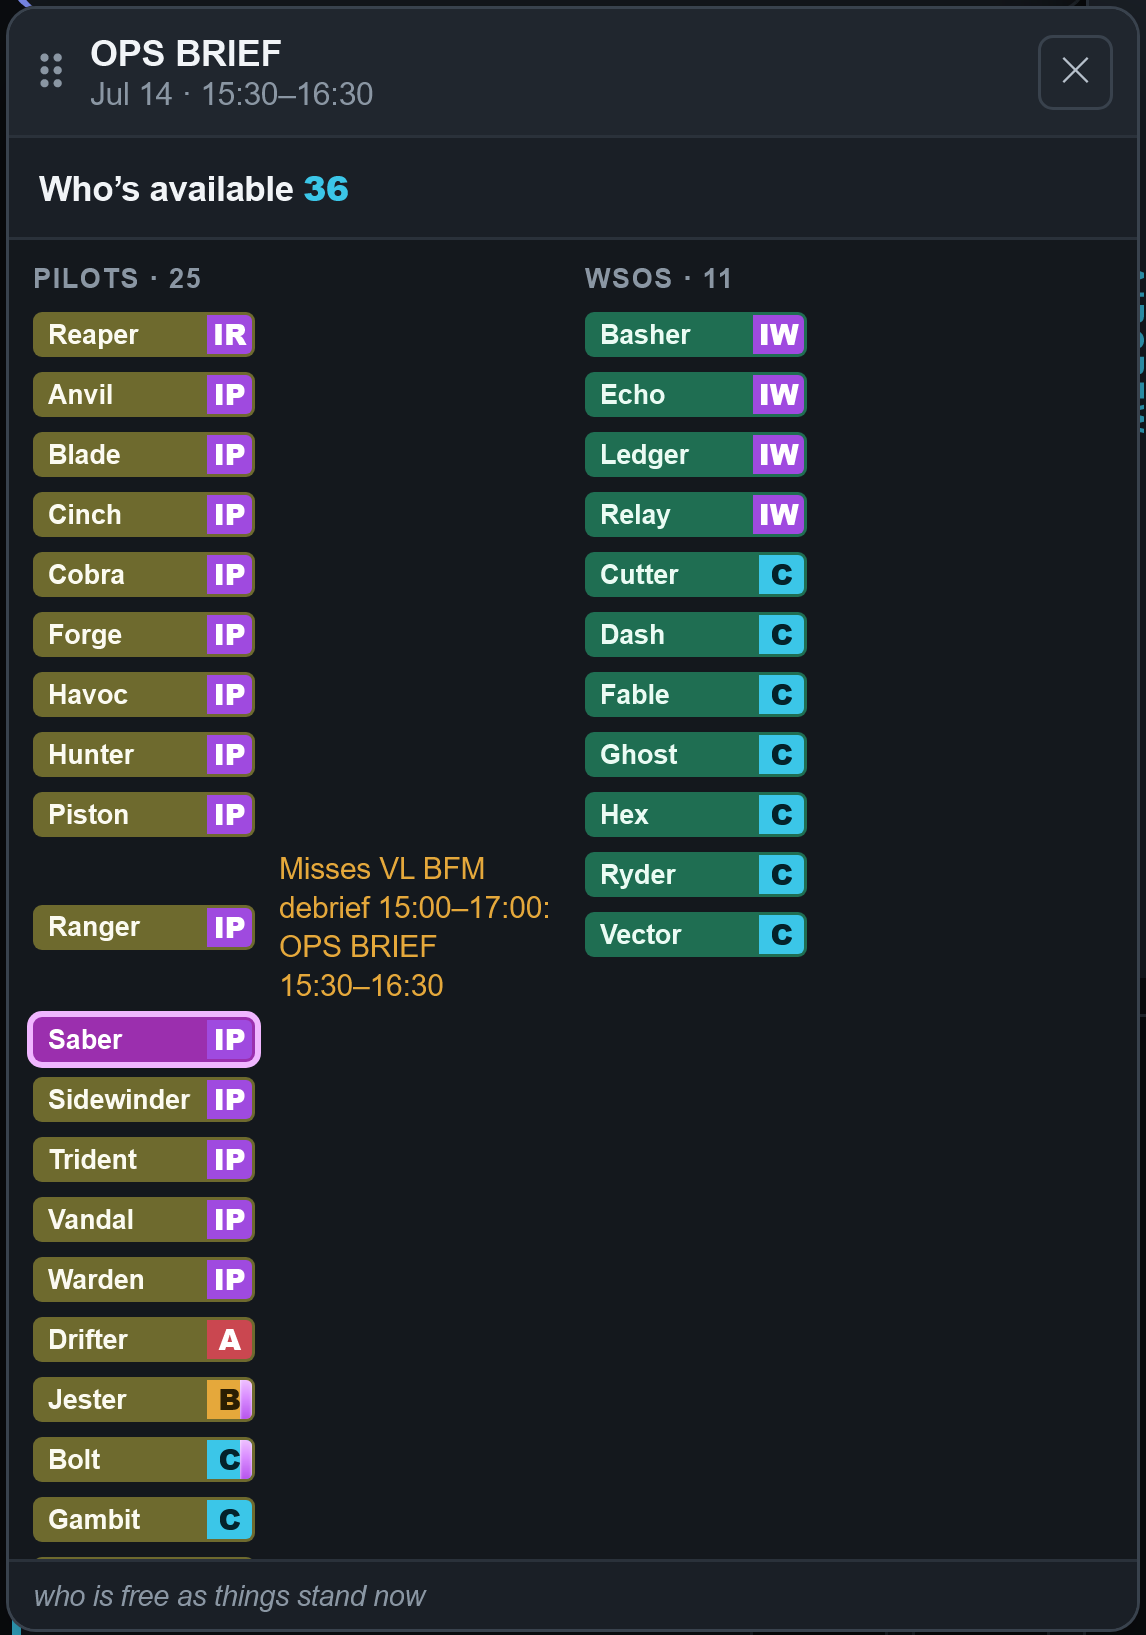 OPS BRIEF
Jul 14 · 15:30–16:30
Who’s available 36
PILOTS · 25
Reaper IR
Anvil IP
Blade IP
Cinch IP
Cobra IP
Forge IP
Havoc IP
Hunter IP
Piston IP
Ranger IP
Misses VL BFM
debrief 15:00–17:00:
OPS BRIEF
15:30–16:30
Saber IP
Sidewinder IP
Trident IP
Vandal IP
Warden IP
Drifter A
Jester B
Bolt C
Gambit C
WSOS · 11
Basher IW
Echo IW
Ledger IW
Relay IW
Cutter C
Dash C
Fable C
Ghost C
Hex C
Ryder C
Vector C
who is free as things stand now